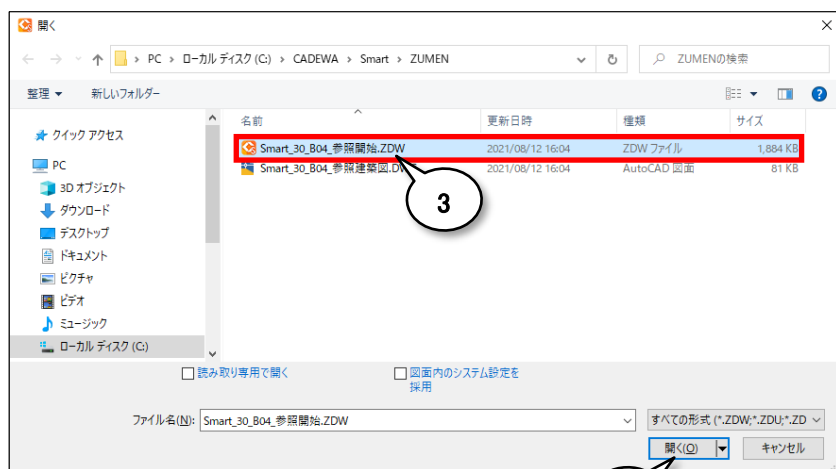 開く
PC › ローカル ディスク (C:) › CADEWA › Smart › ZUMEN
ZUMENの検索
整理
新しいフォルダー
名前 更新日時 種類 サイズ
クイック アクセス
PC
3D オブジェクト
ダウンロード
デスクトップ
ドキュメント
ピクチャ
ビデオ
ミュージック
ローカル ディスク (C:)
Smart_30_B04_参照開始.ZDW 2021/08/12 16:04 ZDW ファイル 1,884 KB
Smart_30_B04_参照建築図.D 2021/08/12 16:04 AutoCAD 図面 81 KB
3
読み取り専用で開く
図面内のシステム設定を
採用
ファイル名(N): Smart_30_B04_参照開始.ZDW
すべての形式 (*.ZDW;*.ZDU;*.ZD
開く(O)
キャンセル